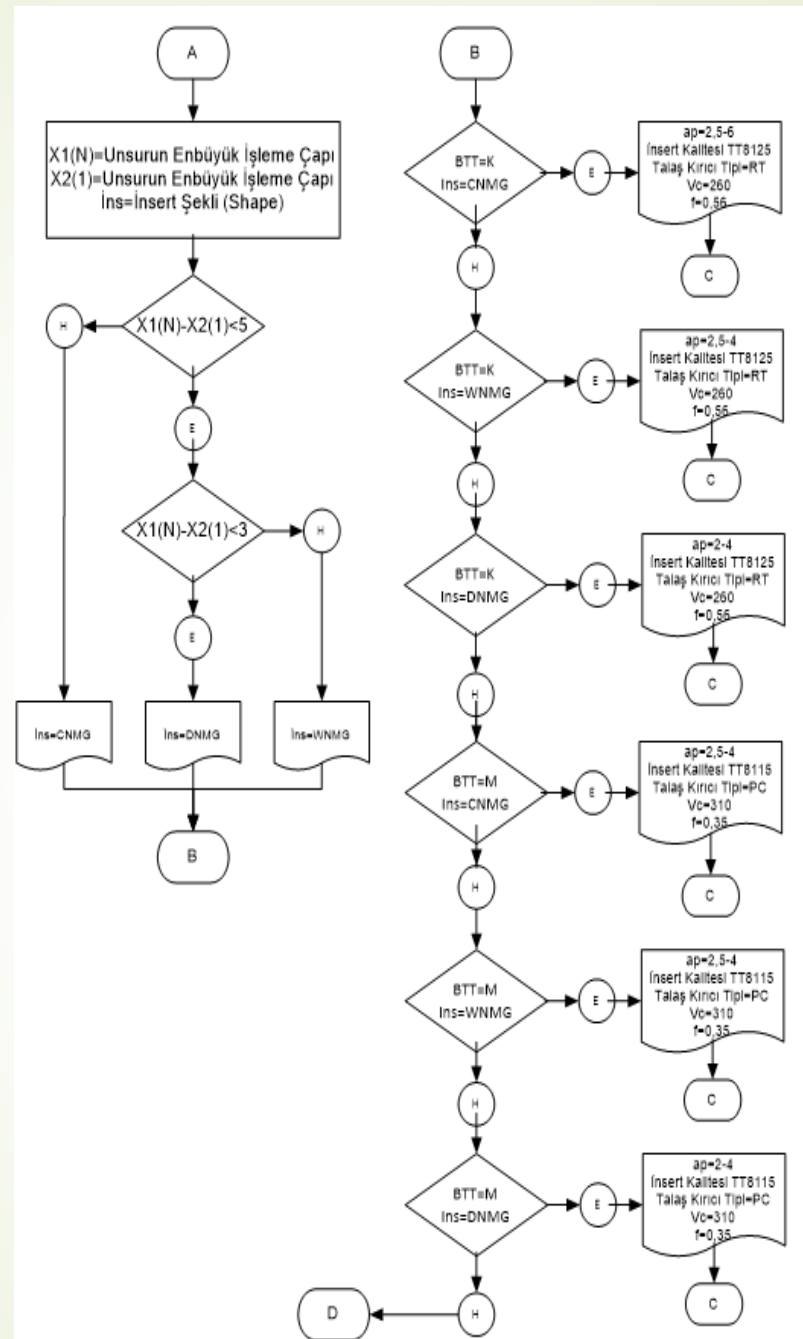 A
X1(N)=Unsurun Enbüyük İşleme Çapı
X2(1)=Unsurun Enbüyük İşleme Çapı
İns=İnsert Şekli (Shape)
X1(N)-X2(1)<5
H
E
X1(N)-X2(1)<3
H
E
İns=CNMG
İns=DNMG
İns=WNMG
B
B
BTT=K
Ins=CNMG
E
ap=2,5-6
İnsert Kalitesi TT8125
Talaş Kırıcı Tipi=RT
Vc=260
f=0,56
C
H
BTT=K
Ins=WNMG
E
ap=2,5-4
İnsert Kalitesi TT8125
Talaş Kırıcı Tipi=RT
Vc=260
f=0,56
C
H
BTT=K
Ins=DNMG
E
ap=2-4
İnsert Kalitesi TT8125
Talaş Kırıcı Tipi=RT
Vc=260
f=0,56
C
H
BTT=M
Ins=CNMG
E
ap=2,5-4
İnsert Kalitesi TT8115
Talaş Kırıcı Tipi=PC
Vc=310
f=0,35
C
H
BTT=M
Ins=WNMG
E
ap=2,5-4
İnsert Kalitesi TT8115
Talaş Kırıcı Tipi=PC
Vc=310
f=0,35
C
H
BTT=M
Ins=DNMG
E
ap=2-4
İnsert Kalitesi TT8115
Talaş Kırıcı Tipi=PC
Vc=310
f=0,35
C
H
D